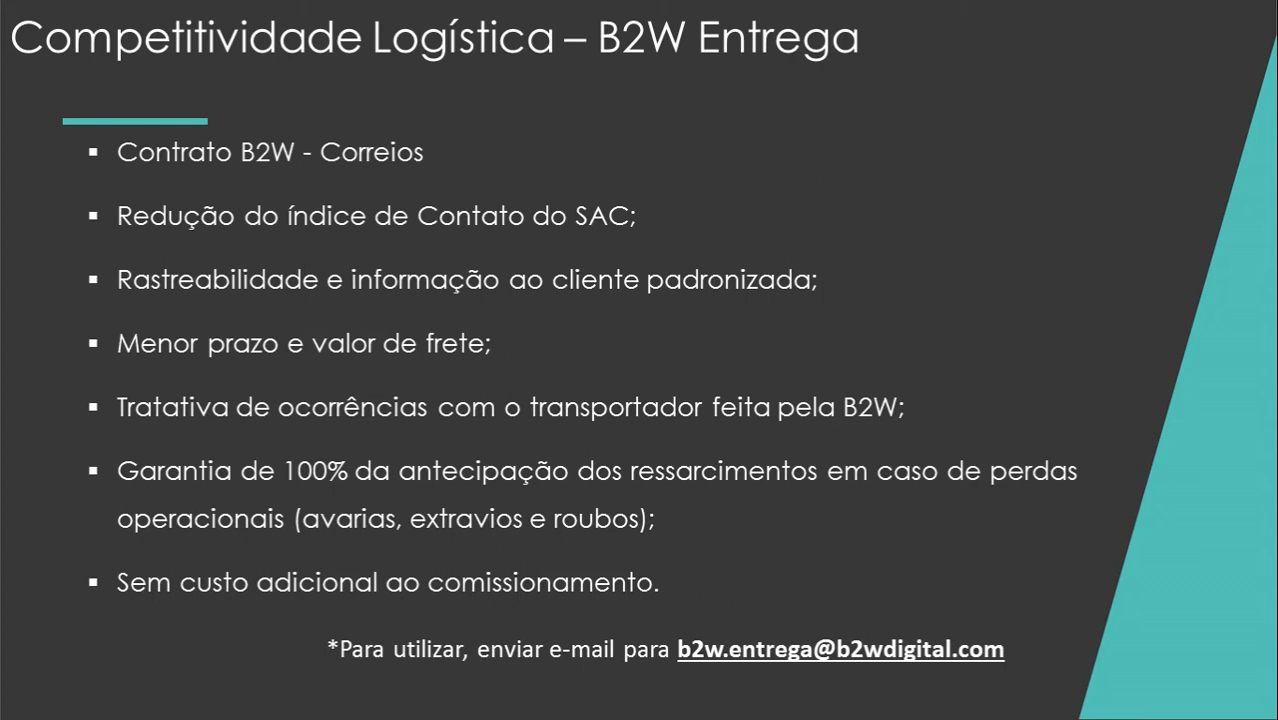 Competitividade Logística – B2W Entrega
▪ Contrato B2W - Correios
▪ Redução do índice de Contato do SAC;
▪ Rastreabilidade e informação ao cliente padronizada;
▪ Menor prazo e valor de frete;
▪ Tratativa de ocorrências com o transportador feita pela B2W;
▪ Garantia de 100% da antecipação dos ressarcimentos em caso de perdas
operacionais (avarias, extravios e roubos);
▪ Sem custo adicional ao comissionamento.
*Para utilizar, enviar e-mail para b2w.entrega@b2wdigital.com